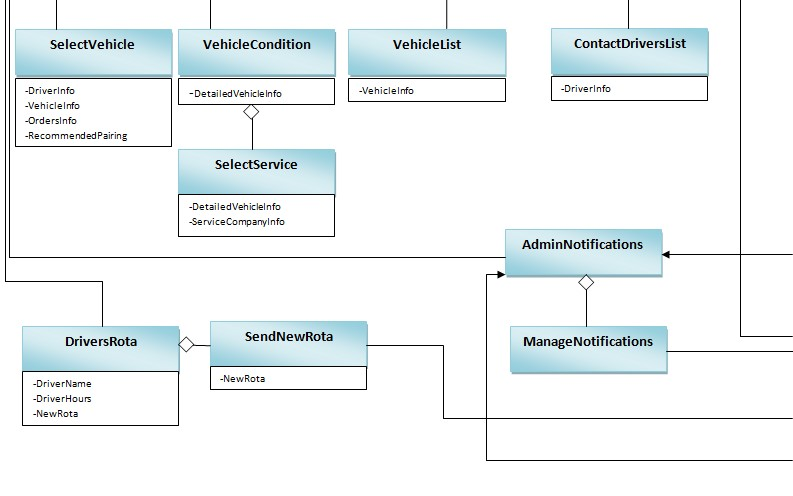 SelectVehicle
-DriverInfo
-VehicleInfo
-OrdersInfo
-RecommendedPairing
VehicleCondition
-DetailedVehicleInfo
VehicleList
-VehicleInfo
ContactDriversList
-DriverInfo
SelectService
-DetailedVehicleInfo
-ServiceCompanyInfo
AdminNotifications
DriversRota
-DriverName
-DriverHours
-NewRota
SendNewRota
-NewRota
ManageNotifications